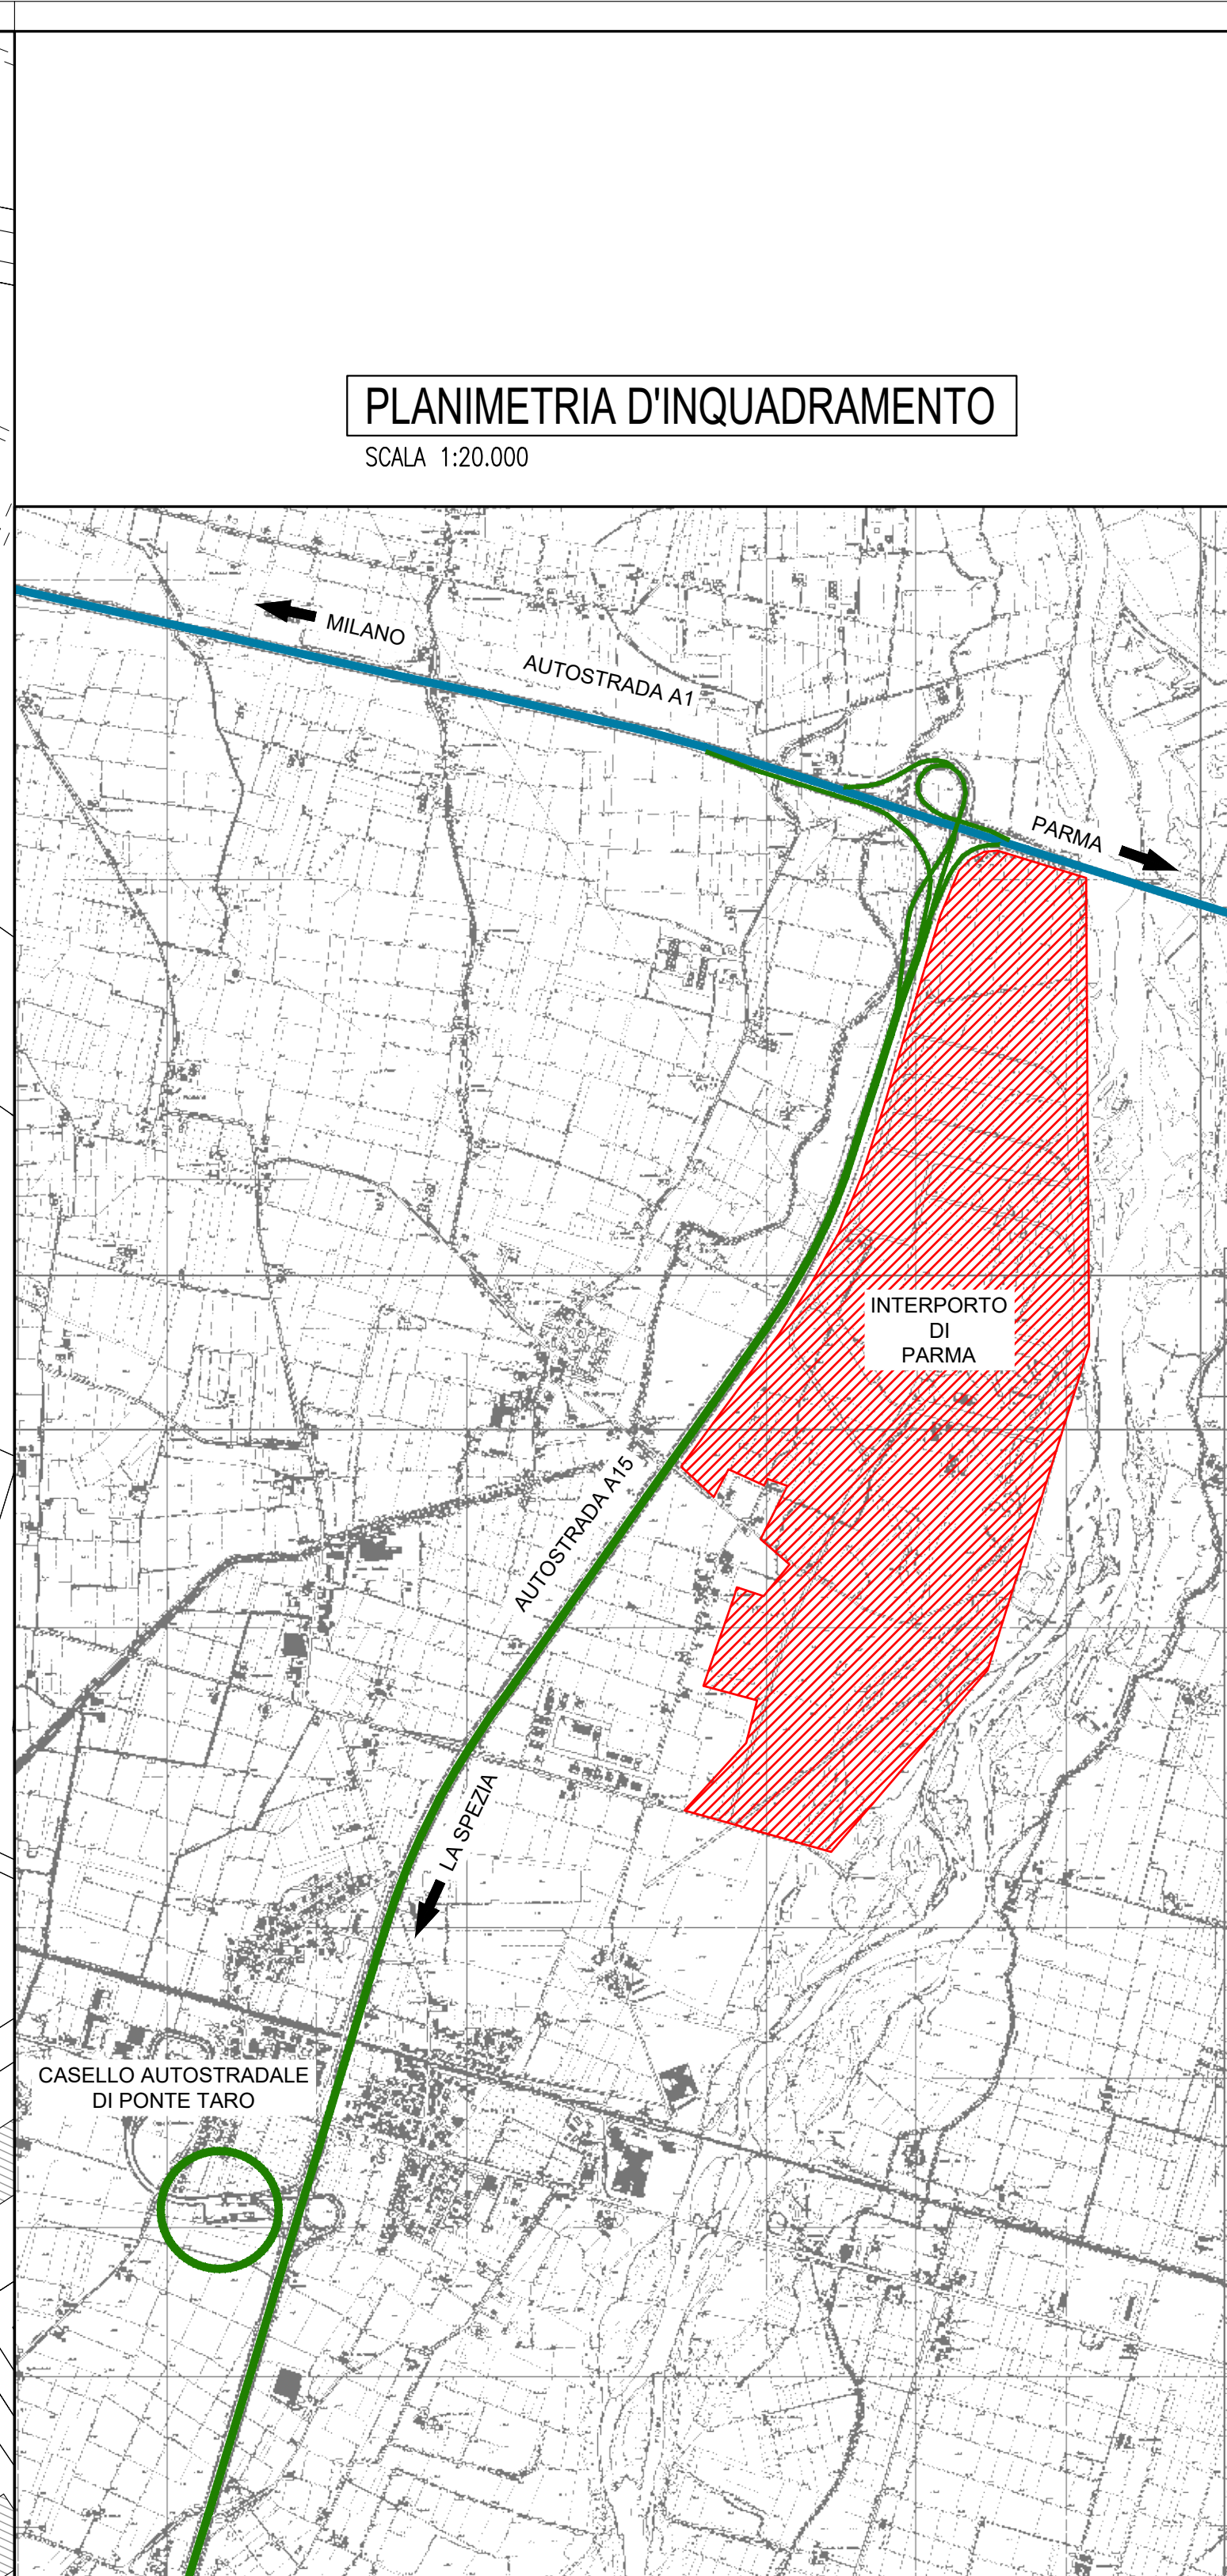 PLANIMETRIA D'INQUADRAMENTO
SCALA 1:20.000
MILANO
AUTOSTRADA A1
PARMA
INTERPORTO
DI
PARMA
AUTOSTRADA A15
LA SPEZIA
CASELLO AUTOSTRADALE
DI PONTE TARO